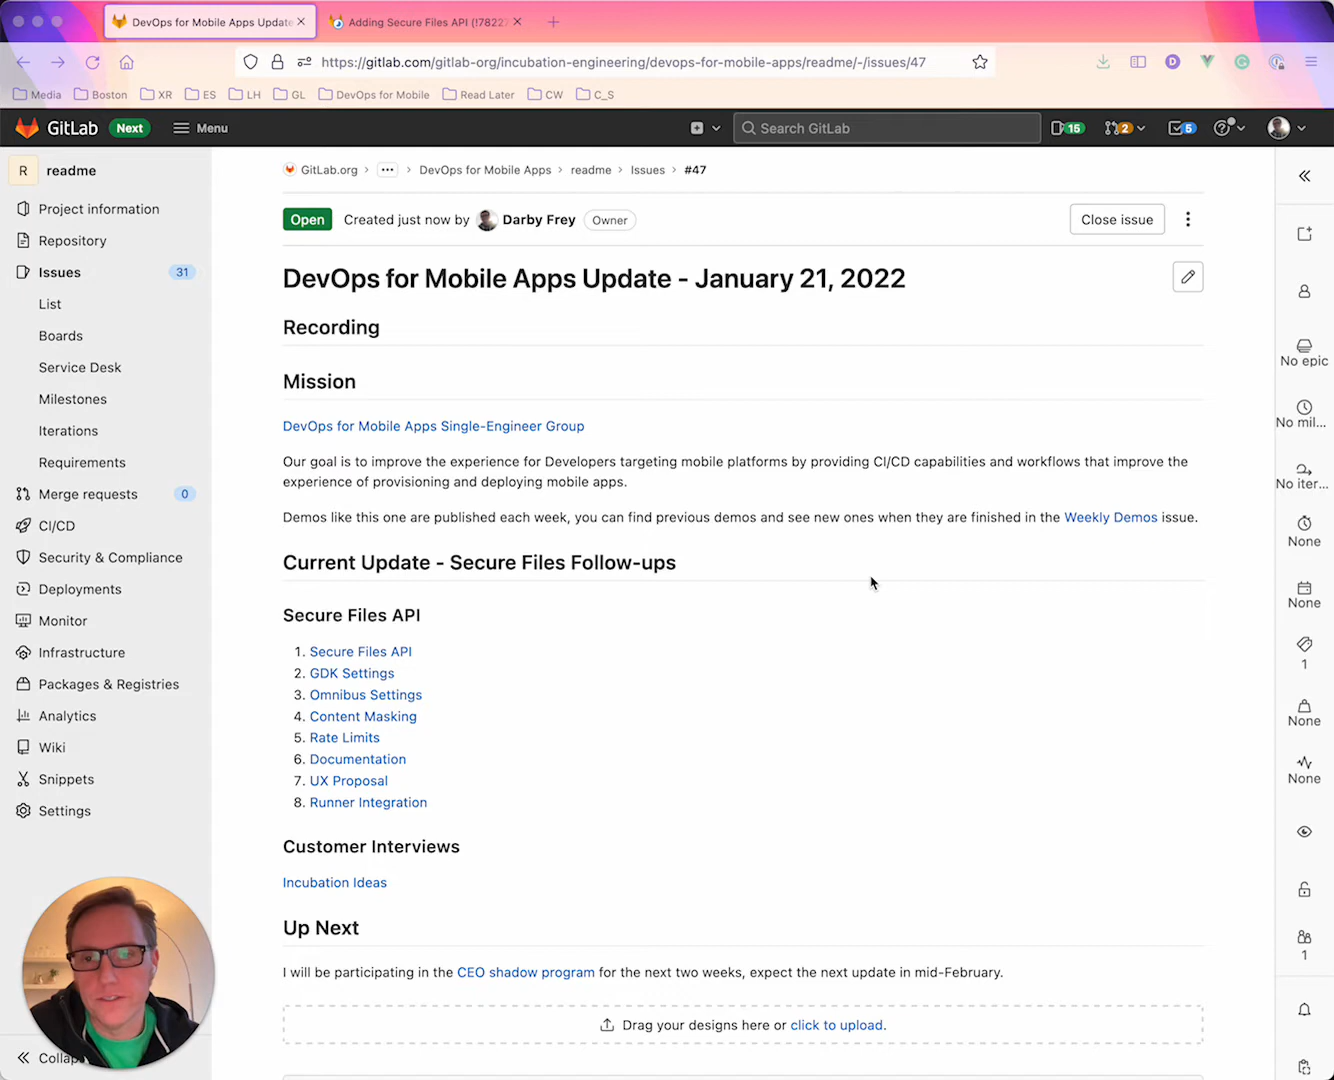 DevOps for Mobile Apps Update
Adding Secure Files API (!7822
https://gitlab.com/gitlab-org/incubation-engineering/devops-for-mobile-apps/readme/-/issues/47
Media
Boston
XR
ES
LH
GL
DevOps for Mobile
Read Later
CW
C_S
GitLab
Next
Menu
Search GitLab
15
2
5
R
readme
Project information
Repository
Issues
31
List
Boards
Service Desk
Milestones
Iterations
Requirements
Merge requests
0
CI/CD
Security & Compliance
Deployments
Monitor
Infrastructure
Packages & Registries
Analytics
Wiki
Snippets
Settings
GitLab.org › ... › DevOps for Mobile Apps › readme › Issues › #47
Open
Created just now by Darby Frey
Owner
Close issue
DevOps for Mobile Apps Update - January 21, 2022
Recording
Mission
DevOps for Mobile Apps Single-Engineer Group
Our goal is to improve the experience for Developers targeting mobile platforms by providing CI/CD capabilities and workflows that improve the
experience of provisioning and deploying mobile apps.
Demos like this one are published each week, you can find previous demos and see new ones when they are finished in the Weekly Demos issue.
Current Update - Secure Files Follow-ups
Secure Files API
1. Secure Files API
2. GDK Settings
3. Omnibus Settings
4. Content Masking
5. Rate Limits
6. Documentation
7. UX Proposal
8. Runner Integration
Customer Interviews
Incubation Ideas
Up Next
I will be participating in the CEO shadow program for the next two weeks, expect the next update in mid-February.
Drag your designs here or click to upload.
No epic
No mil...
No iter...
None
None
1
None
None
1